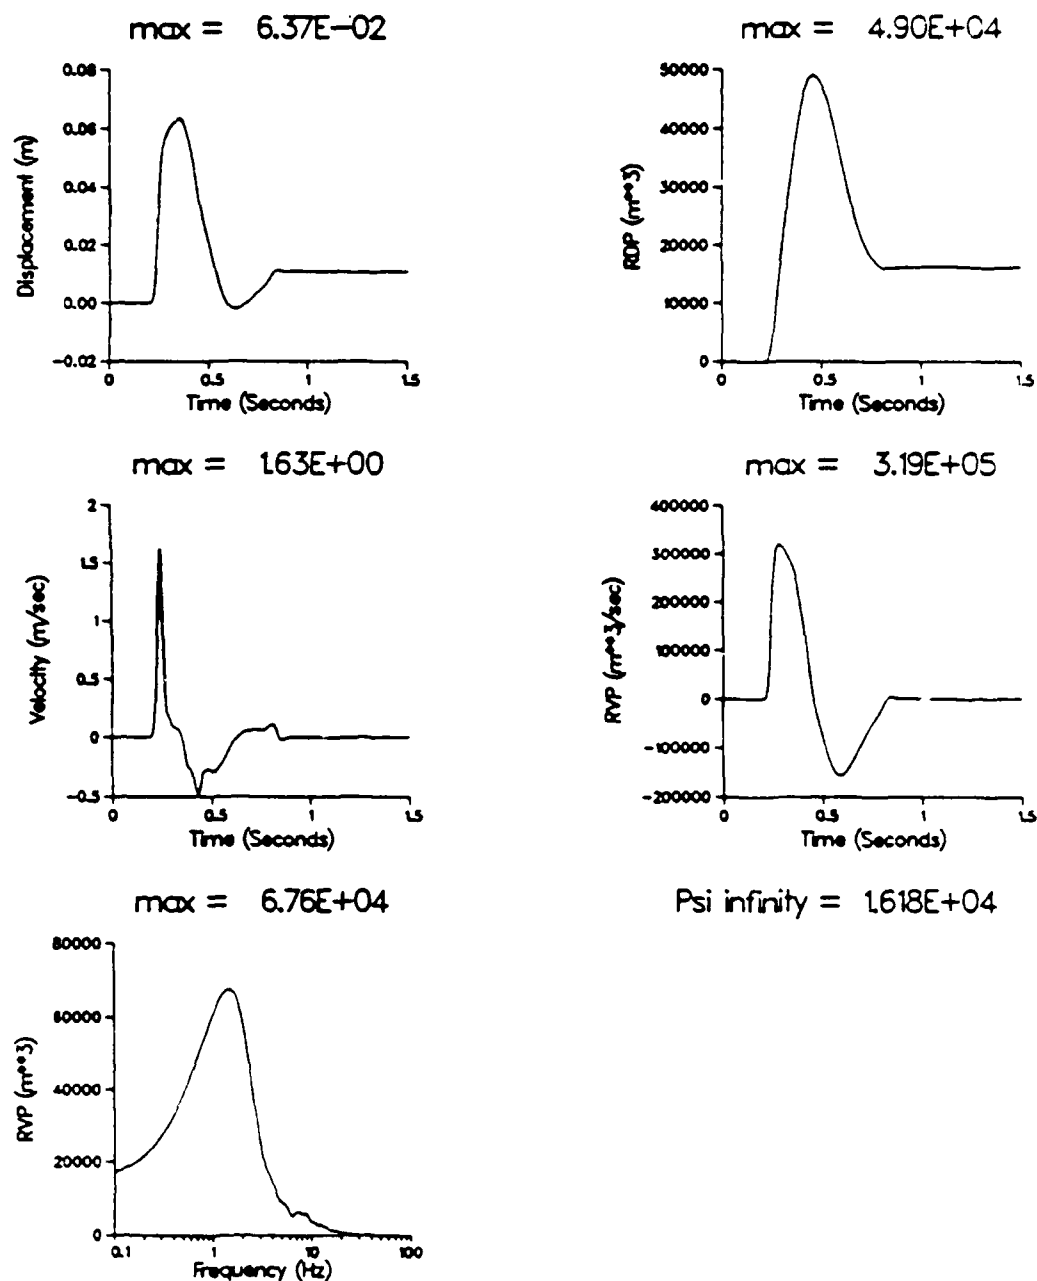 max = 6.37E-02
0.08
0.06
0.04
0.02
0.00
-0.02
Displacement (m)
0 0.5 1 1.5
Time (Seconds)
max = 4.90E+04
50000
40000
30000
20000
10000
0
RDP (m**3)
0 0.5 1 1.5
Time (Seconds)
max = 1.63E+00
2
1.5
1
0.5
0
-0.5
Velocity (m/sec)
0 0.5 1 1.5
Time (Seconds)
max = 3.19E+05
400000
300000
200000
100000
0
-100000
-200000
RVP (m**3/sec)
0 0.5 1 1.5
Time (Seconds)
max = 6.76E+04
80000
60000
40000
20000
0
RVP (m**3)
0.1 1 10 100
Frequency (Hz)
Psi infinity = 1.618E+04